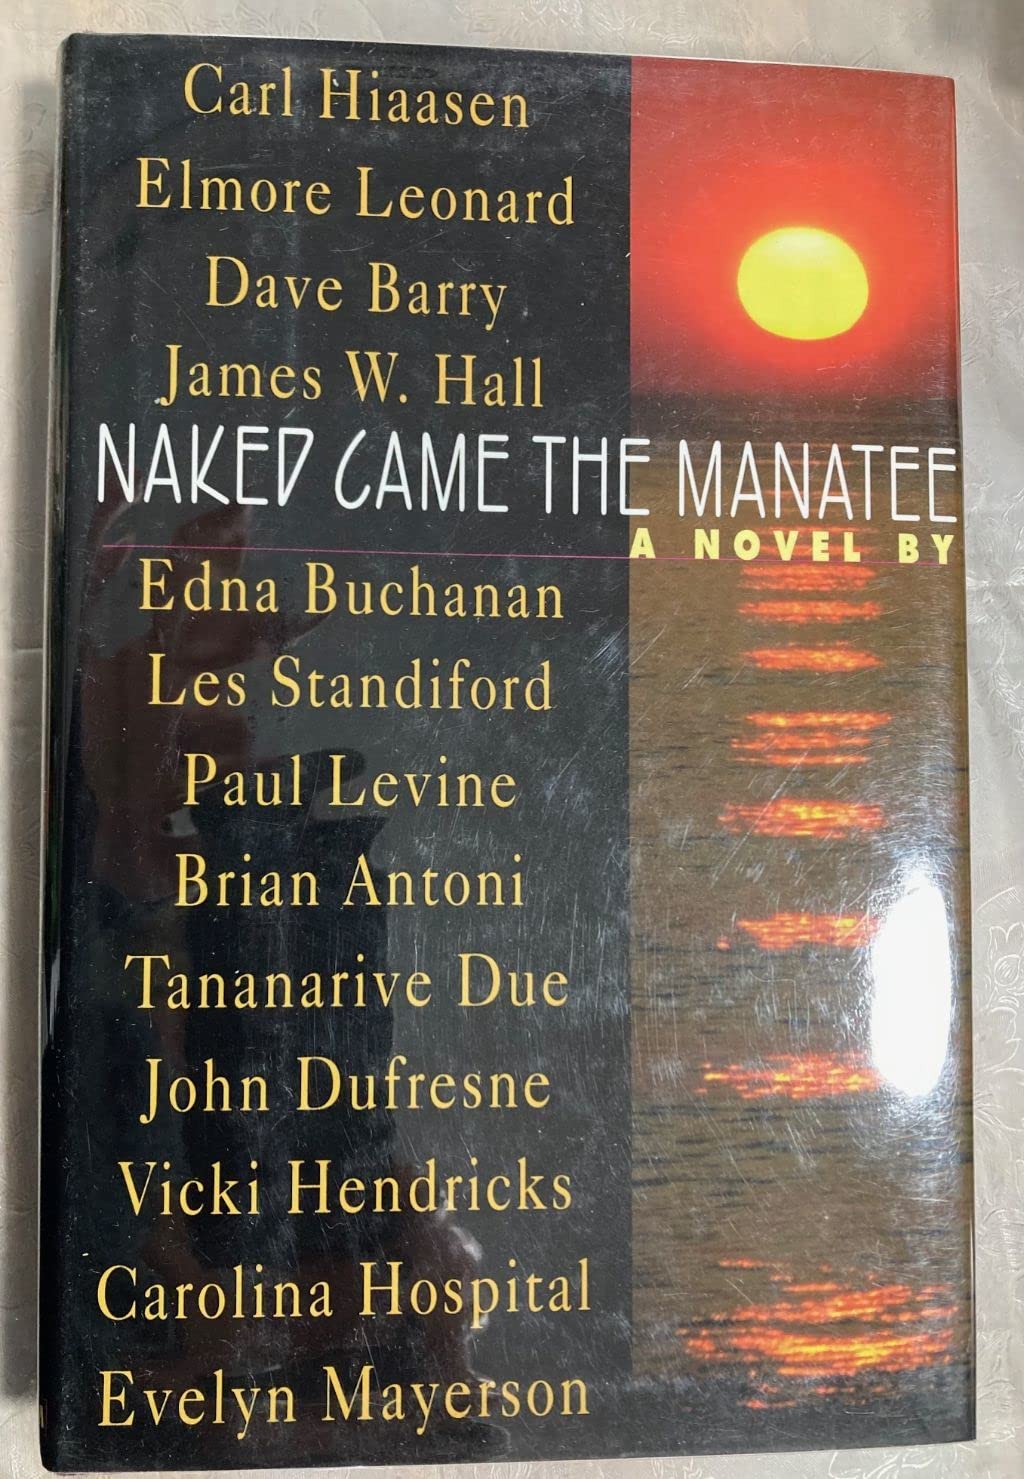 Carl Hiaasen
Elmore Leonard
Dave Barry
James W. Hall
NAKED CAME THE MANATEE
A NOVEL BY
Edna Buchanan
Les Standiford
Paul Levine
Brian Antoni
Tananarive Due
John Dufresne
Vicki Hendricks
Carolina Hospital
Evelyn Mayerson